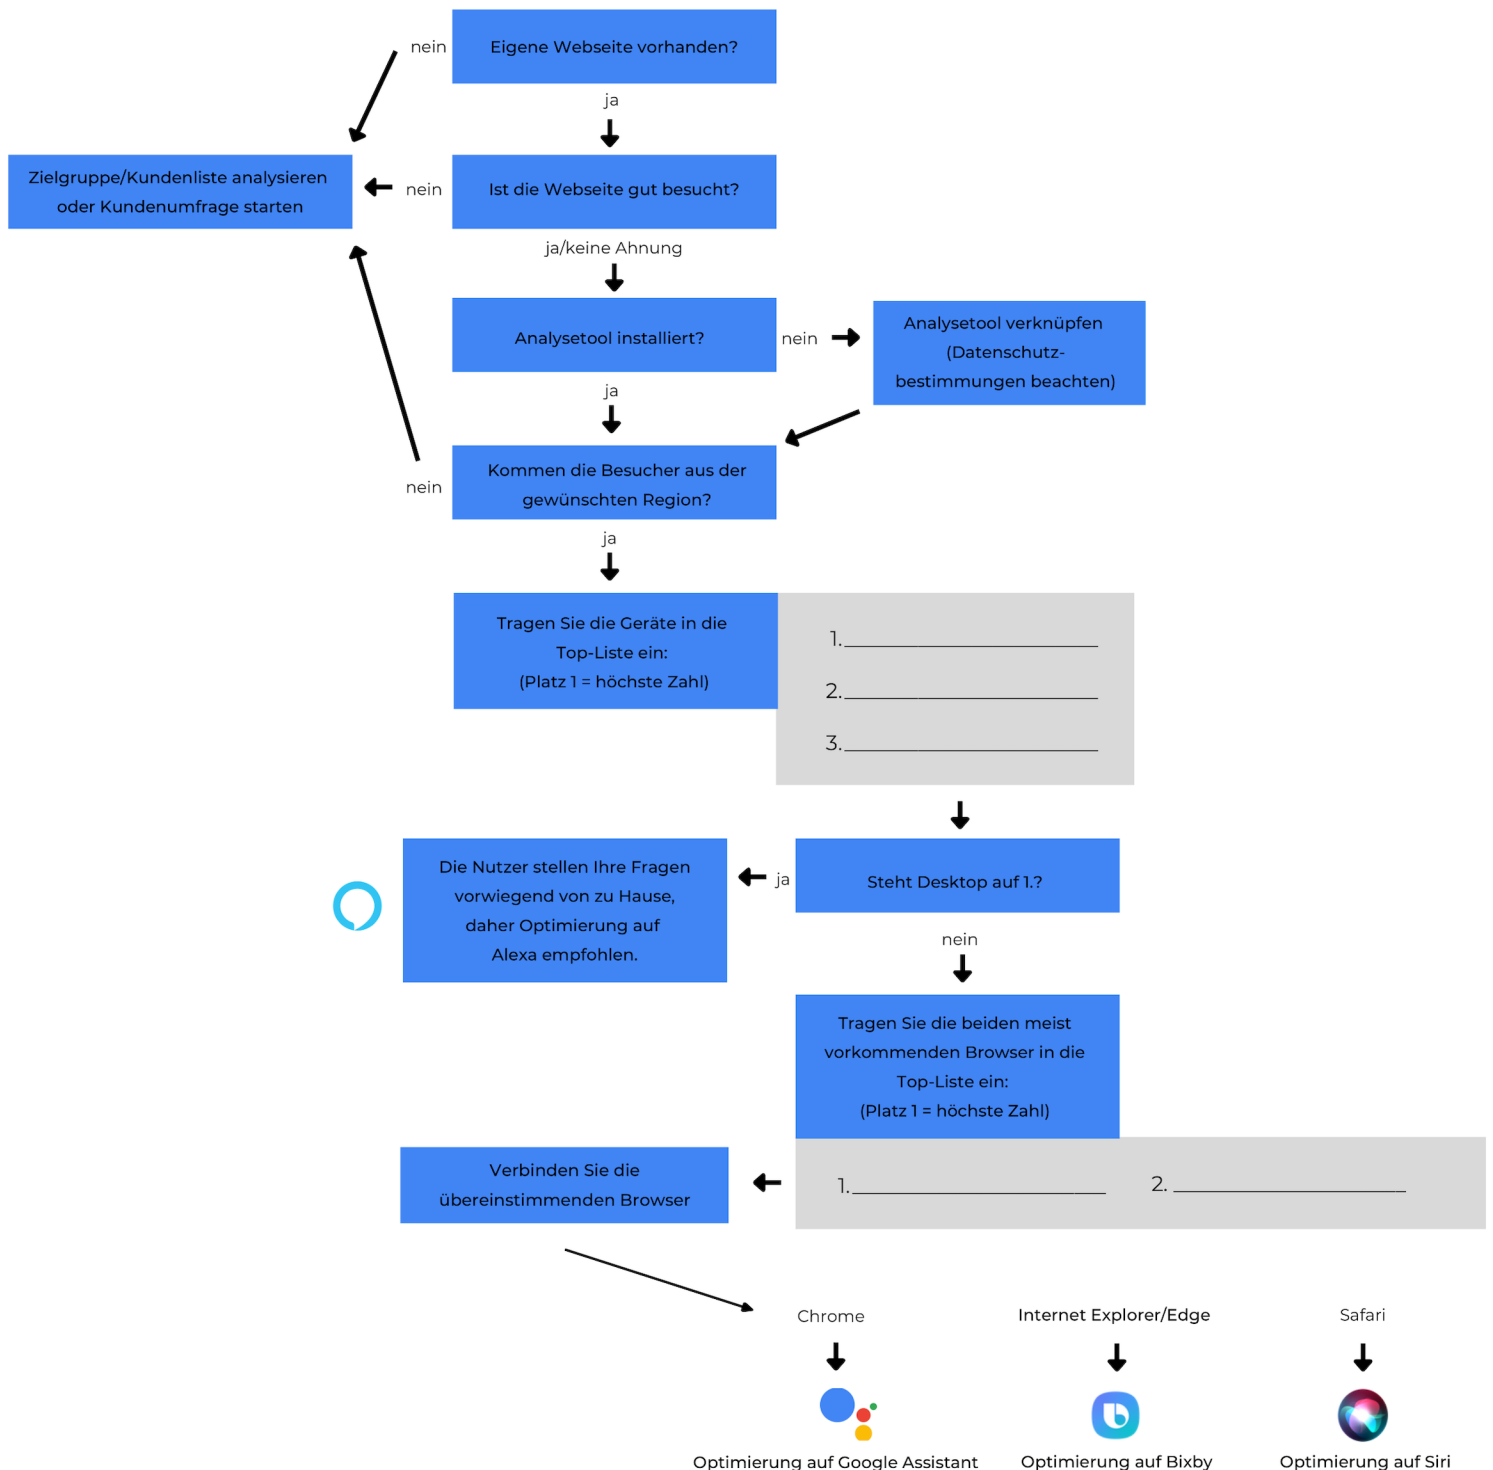 nein
Eigene Webseite vorhanden?
ja
Zielgruppe/Kundenliste analysieren
oder Kundenumfrage starten
nein
Ist die Webseite gut besucht?
ja/keine Ahnung
Analysetool installiert?
nein
Analysetool verknüpfen
(Datenschutz-
bestimmungen beachten)
ja
nein
Kommen die Besucher aus der
gewünschten Region?
ja
Tragen Sie die Geräte in die
Top-Liste ein:
(Platz 1 = höchste Zahl)
1.
2.
3.
Die Nutzer stellen Ihre Fragen
vorwiegend von zu Hause,
daher Optimierung auf
Alexa empfohlen.
ja
Steht Desktop auf 1.?
nein
Tragen Sie die beiden meist
vorkommenden Browser in die
Top-Liste ein:
(Platz 1 = höchste Zahl)
1.
2.
Verbinden Sie die
übereinstimmenden Browser
Chrome
Internet Explorer/Edge
Safari
Optimierung auf Google Assistant
Optimierung auf Bixby
Optimierung auf Siri